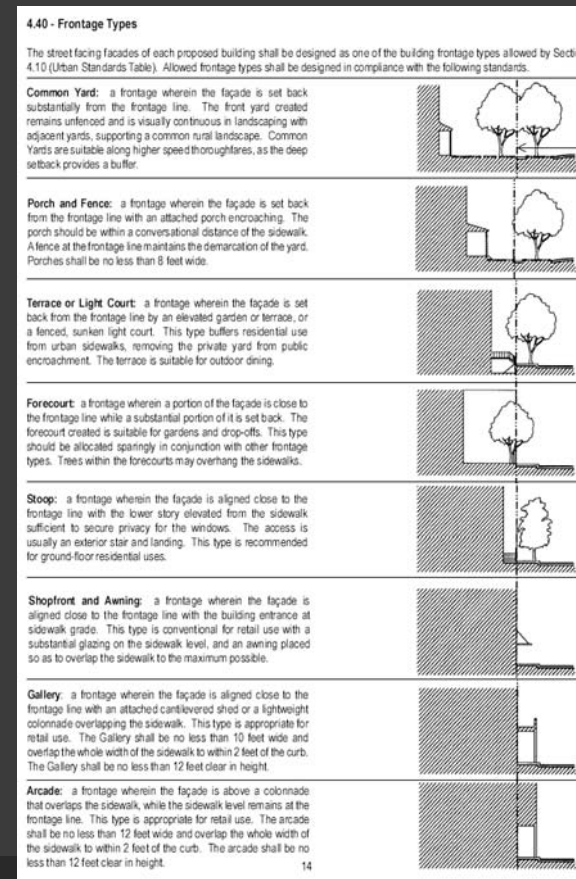 4.40 - Frontage Types
The street facing facades of each proposed building shall be designed as one of the building frontage types allowed by Secti
4.10 (Urban Standards Table). Allowed frontage types shall be designed in compliance with the following standards.
Common Yard: a frontage wherein the façade is set back
substantially from the frontage line. The front yard created
remains unfenced and is visually continuous in landscaping with
adjacent yards, supporting a common rural landscape. Common
Yards are suitable along higher speed thoroughfares, as the deep
setback provides a buffer.
Porch and Fence: a frontage wherein the façade is set back
from the frontage line with an attached porch encroaching. The
porch should be within a conversational distance of the sidewalk.
A fence at the frontage line maintains the demarcation of the yard.
Porches shall be no less than 8 feet wide.
Terrace or Light Court: a frontage wherein the façade is set
back from the frontage line by an elevated garden or terrace, or
a fenced, sunken light court. This type buffers residential use
from urban sidewalks, removing the private yard from public
encroachment. The terrace is suitable for outdoor dining.
Forecourt: a frontage wherein a portion of the façade is close to
the frontage line while a substantial portion of it is set back. The
forecourt created is suitable for gardens and drop-offs. This type
should be allocated sparingly in conjunction with other frontage
types. Trees within the forecourts may overhang the sidewalks.
Stoop: a frontage wherein the façade is aligned close to the
frontage line with the lower story elevated from the sidewalk
sufficient to secure privacy for the windows. The access is
usually an exterior stair and landing. This type is recommended
for ground-floor residential uses.
Shopfront and Awning: a frontage wherein the façade is
aligned close to the frontage line with the building entrance at
sidewalk grade. This type is conventional for retail use with a
substantial glazing on the sidewalk level, and an awning placed
so as to overlap the sidewalk to the maximum possible.
Gallery: a frontage wherein the façade is aligned close to the
frontage line with an attached cantilevered shed or a lightweight
colonnade overlapping the sidewalk. This type is appropriate for
retail use. The Gallery shall be no less than 10 feet wide and
overlap the whole width of the sidewalk to within 2 feet of the curb.
The Gallery shall be no less than 12 feet clear in height.
Arcade: a frontage wherein the façade is above a colonnade
that overlaps the sidewalk, while the sidewalk level remains at the
frontage line. This type is appropriate for retail use. The arcade
shall be no less than 12 feet wide and overlap the whole width of
the sidewalk to within 2 feet of the curb. The arcade shall be no
less than 12 feet clear in height.
14